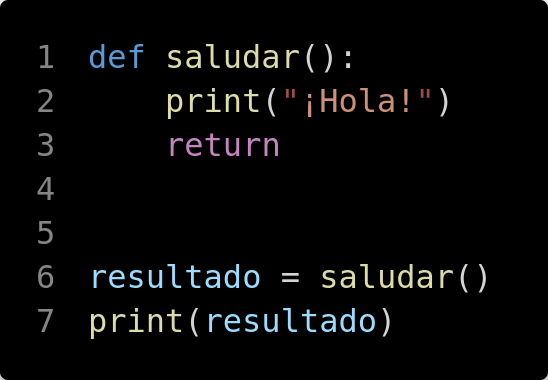 1 def saludar():
2     print("¡Hola!")
3     return
4
5
6 resultado = saludar()
7 print(resultado)